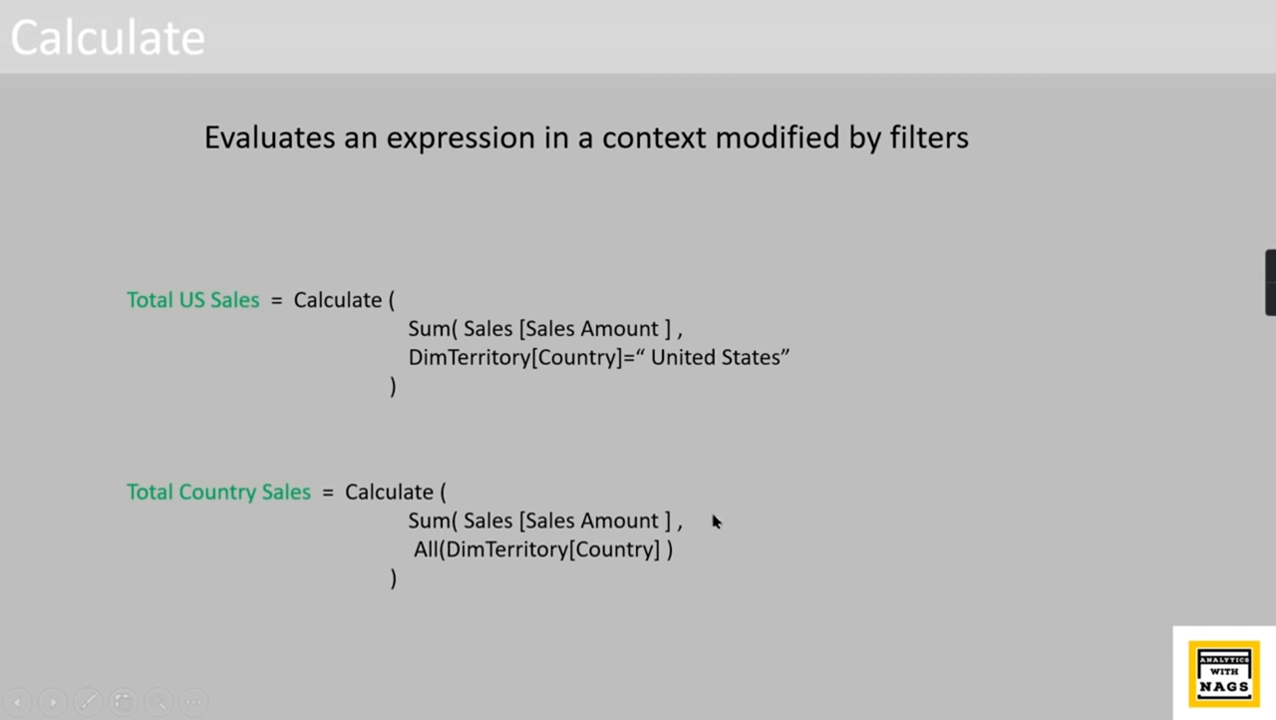 Calculate
Evaluates an expression in a context modified by filters
Total US Sales = Calculate (
Sum( Sales [Sales Amount ] ,
DimTerritory[Country]=“ United States”
)
Total Country Sales = Calculate (
Sum( Sales [Sales Amount ] ,
All(DimTerritory[Country] )
)
ANALYTICS
WITH
NAGS